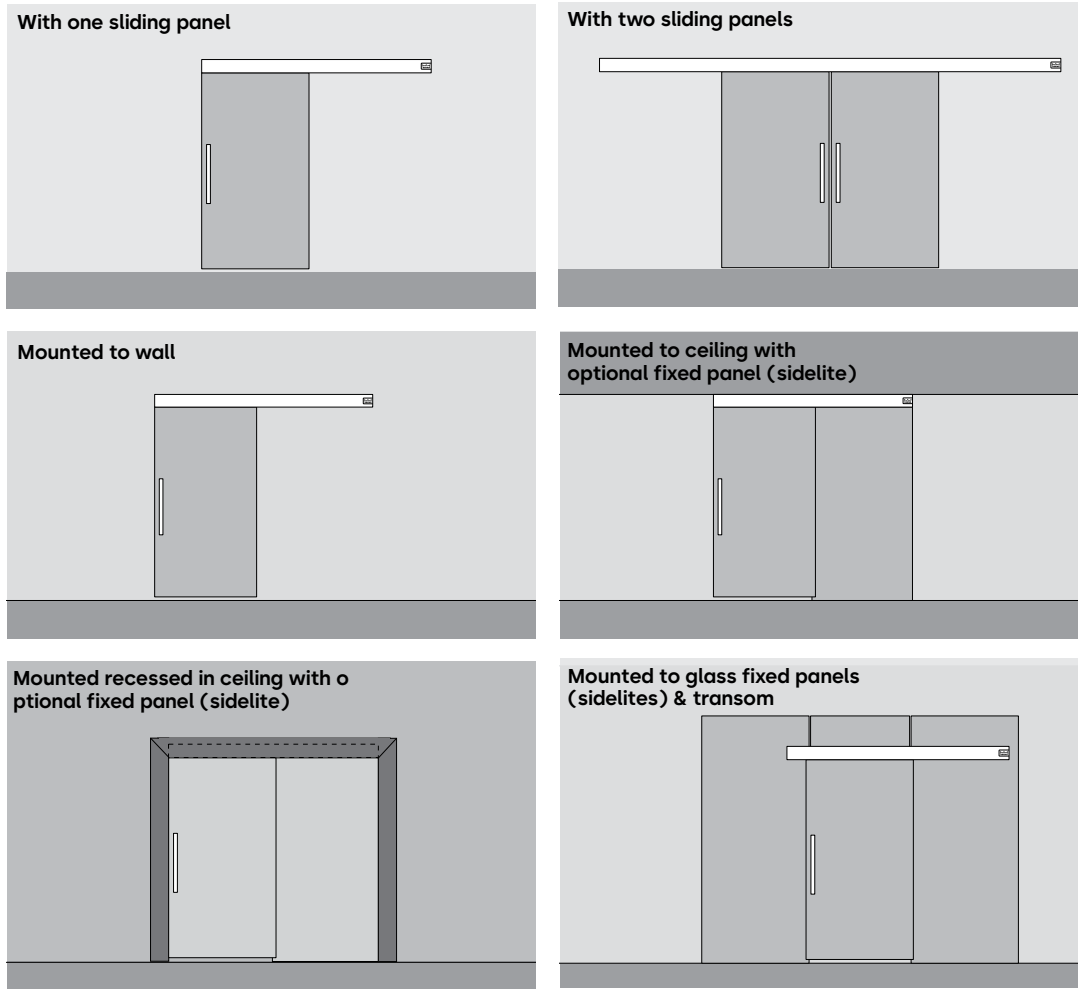 With one sliding panel
With two sliding panels
Mounted to wall
Mounted to ceiling with
optional fixed panel (sidelite)
Mounted recessed in ceiling with o
ptional fixed panel (sidelite)
Mounted to glass fixed panels
(sidelites) & transom